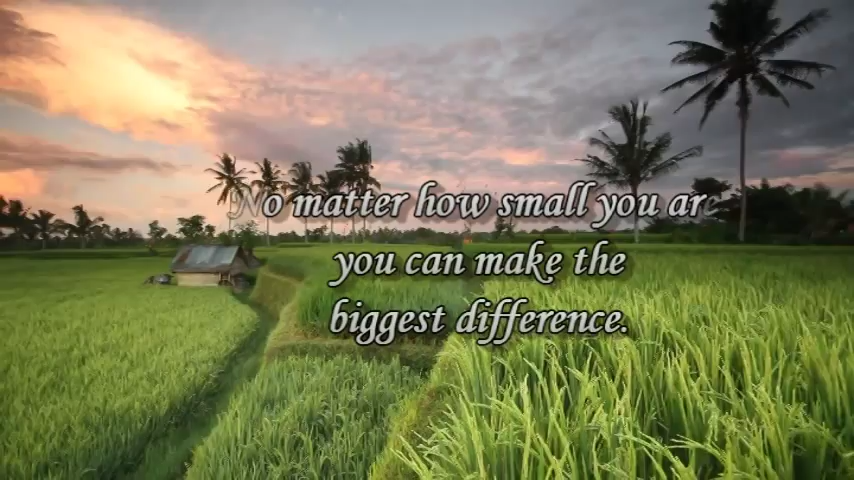 No matter how small you are
you can make the
biggest difference.